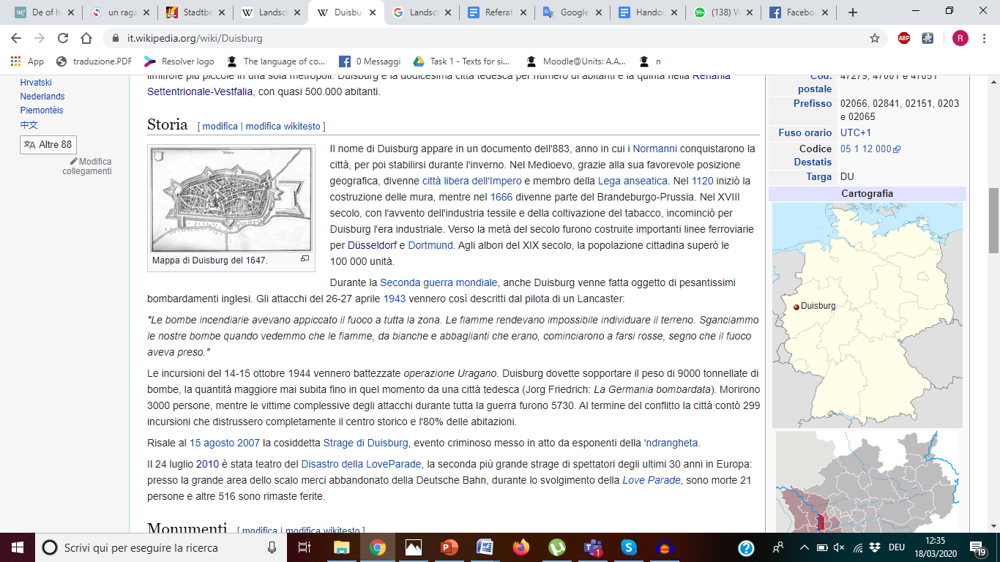 De of h
un raga
Stadtbe
Landsch
Duisbur
Landsch
Referat
Google
Handou
(138) W
Facebo
it.wikipedia.org/wiki/Duisburg
ABP
R
App
traduzione.PDF
Resolver logo
The language of co...
0 Messaggi
Task 1 - Texts for si...
Moodle@Units: A.A...
n
Hrvatski
Nederlands
Piemontèis
中文
Altre 88
Modifica
collegamenti
limitrofe più piccole in una sola metropoli. Duisburg è la dodicesima città tedesca per numero di abitanti e la quinta nella Renania
Settentrionale-Vestfalia, con quasi 500.000 abitanti.
Storia [ modifica | modifica wikitesto ]
Mappa di Duisburg del 1647.
Il nome di Duisburg appare in un documento dell'883, anno in cui i Normanni conquistarono la
città, per poi stabilirsi durante l'inverno. Nel Medioevo, grazie alla sua favorevole posizione
geografica, divenne città libera dell'Impero e membro della Lega anseatica. Nel 1120 iniziò la
costruzione delle mura, mentre nel 1666 divenne parte del Brandeburgo-Prussia. Nel XVIII
secolo, con l'avvento dell'industria tessile e della coltivazione del tabacco, incominciò per
Duisburg l'era industriale. Verso la metà del secolo furono costruite importanti linee ferroviarie
per Düsseldorf e Dortmund. Agli albori del XIX secolo, la popolazione cittadina superò le
100 000 unità.
Durante la Seconda guerra mondiale, anche Duisburg venne fatta oggetto di pesantissimi
bombardamenti inglesi. Gli attacchi del 26-27 aprile 1943 vennero così descritti dal pilota di un Lancaster:
"Le bombe incendiarie avevano appiccato il fuoco a tutta la zona. Le fiamme rendevano impossibile individuare il terreno. Sganciammo
le nostre bombe quando vedemmo che le fiamme, da bianche e abbaglianti che erano, cominciarono a farsi rosse, segno che il fuoco
aveva preso."
Le incursioni del 14-15 ottobre 1944 vennero battezzate operazione Uragano. Duisburg dovette sopportare il peso di 9000 tonnellate di
bombe, la quantità maggiore mai subita fino in quel momento da una città tedesca (Jorg Friedrich: La Germania bombardata). Morirono
3000 persone, mentre le vittime complessive degli attacchi durante tutta la guerra furono 5730. Al termine del conflitto la città contò 299
incursioni che distrussero completamente il centro storico e l'80% delle abitazioni.
Risale al 15 agosto 2007 la cosiddetta Strage di Duisburg, evento criminoso messo in atto da esponenti della 'ndrangheta.
Il 24 luglio 2010 è stata teatro del Disastro della LoveParade, la seconda più grande strage di spettatori degli ultimi 30 anni in Europa:
presso la grande area dello scalo merci abbandonato della Deutsche Bahn, durante lo svolgimento della Love Parade, sono morte 21
persone e altre 516 sono rimaste ferite.
Monumenti [ modifica | modifica wikitesto ]
Cod. 47279, 47001 e 47051
postale
Prefisso 02066, 02841, 02151, 0203
e 02065
Fuso orario UTC+1
Codice 05 1 12 000
Destatis
Targa DU
Cartografia
Duisburg
Scrivi qui per eseguire la ricerca
DEU
12:35
18/03/2020
19